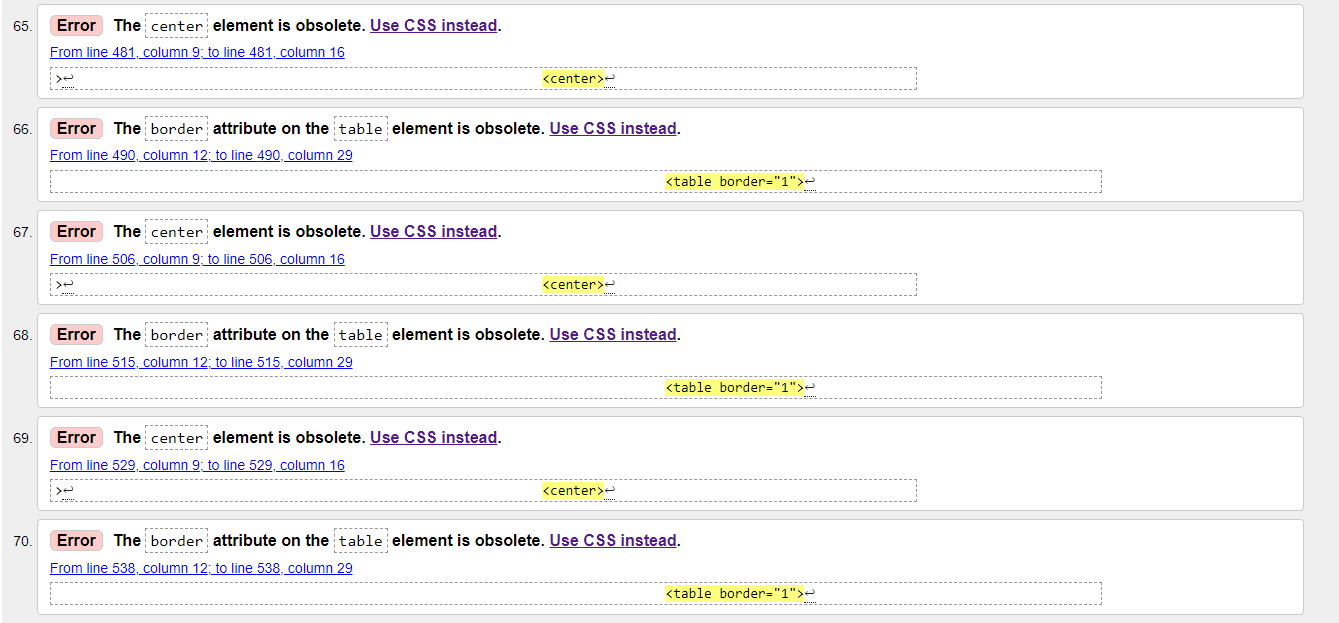 65. Error The center element is obsolete. Use CSS instead.
From line 481, column 9; to line 481, column 16
>↩ <center>↩
66. Error The border attribute on the table element is obsolete. Use CSS instead.
From line 490, column 12; to line 490, column 29
<table border="1">↩
67. Error The center element is obsolete. Use CSS instead.
From line 506, column 9; to line 506, column 16
>↩ <center>↩
68. Error The border attribute on the table element is obsolete. Use CSS instead.
From line 515, column 12; to line 515, column 29
<table border="1">↩
69. Error The center element is obsolete. Use CSS instead.
From line 529, column 9; to line 529, column 16
>↩ <center>↩
70. Error The border attribute on the table element is obsolete. Use CSS instead.
From line 538, column 12; to line 538, column 29
<table border="1">↩